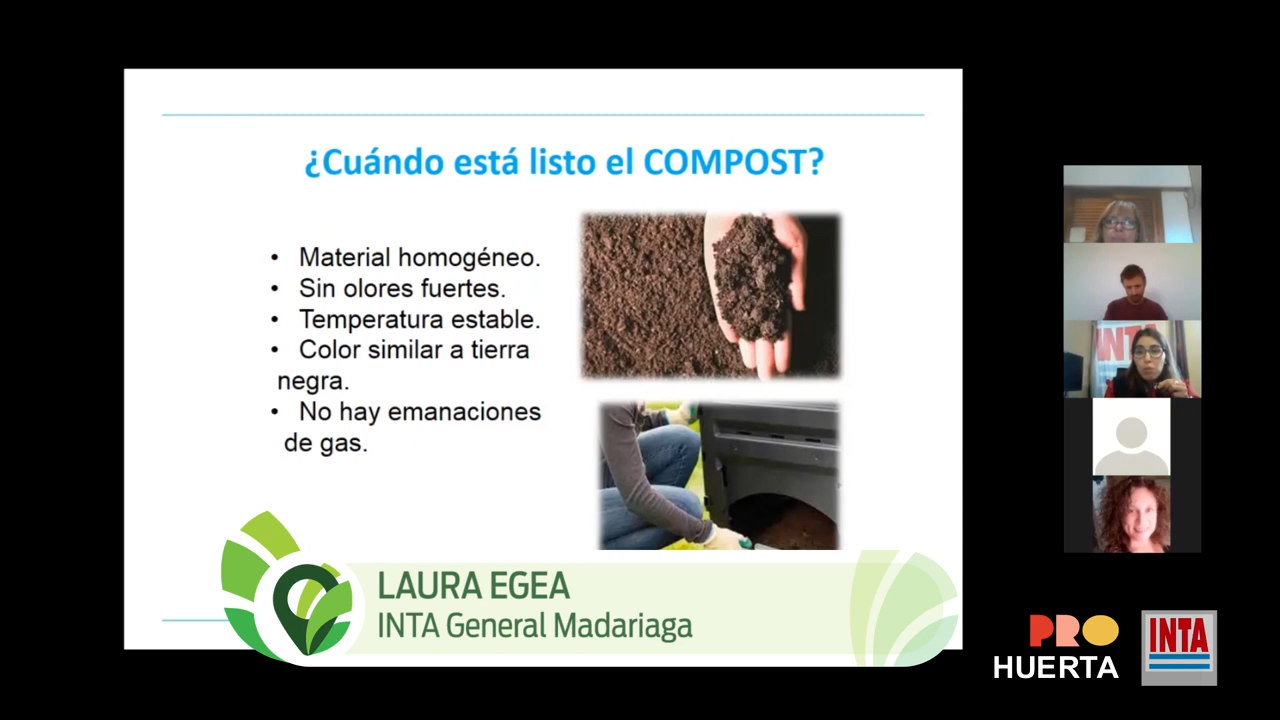 ¿Cuándo está listo el COMPOST?
• Material homogéneo.
• Sin olores fuertes.
• Temperatura estable.
• Color similar a tierra
negra.
• No hay emanaciones
de gas.
LAURA EGEA
INTA General Madariaga
INTA
PRO
HUERTA
INTA